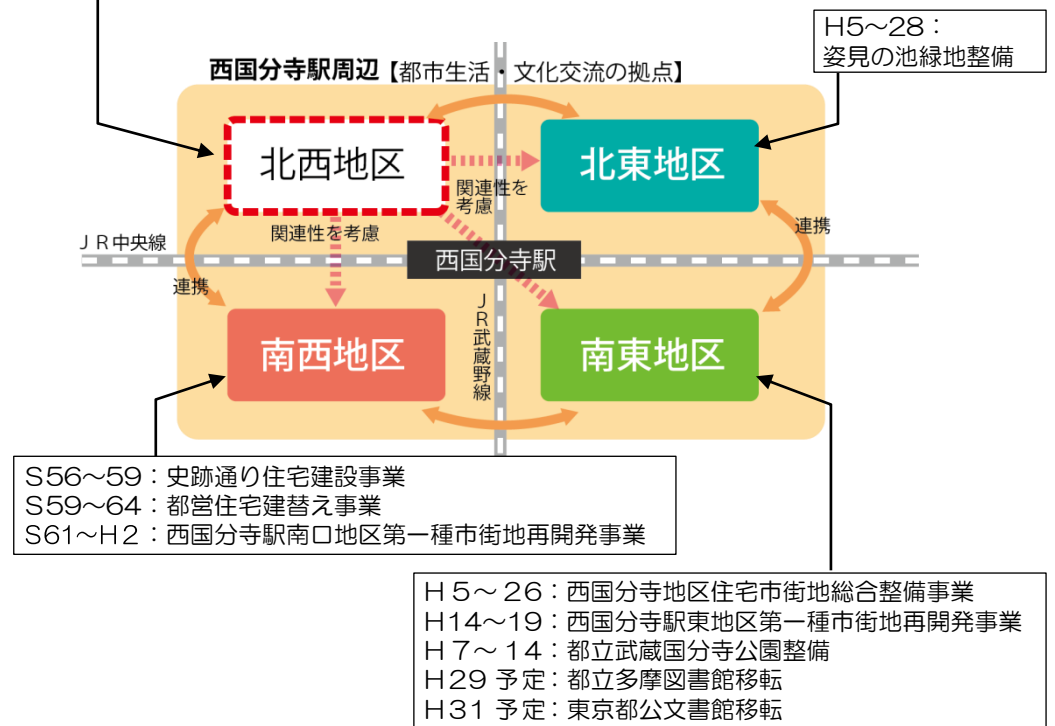 H5~28:
姿見の池緑地整備
西国分寺駅周辺【都市生活・文化交流の拠点】
北西地区
北東地区
関連性を
考慮
関連性を考慮
連携
JR中央線
西国分寺駅
連携
JR武蔵野線
南西地区
南東地区
S56~59:史跡通り住宅建設事業
S59~64:都営住宅建替え事業
S61~H2:西国分寺駅南口地区第一種市街地再開発事業
H5~26:西国分寺地区住宅市街地総合整備事業
H14~19:西国分寺駅東地区第一種市街地再開発事業
H7~14:都立武蔵国分寺公園整備
H29 予定:都立多摩図書館移転
H31 予定:東京都公文書館移転